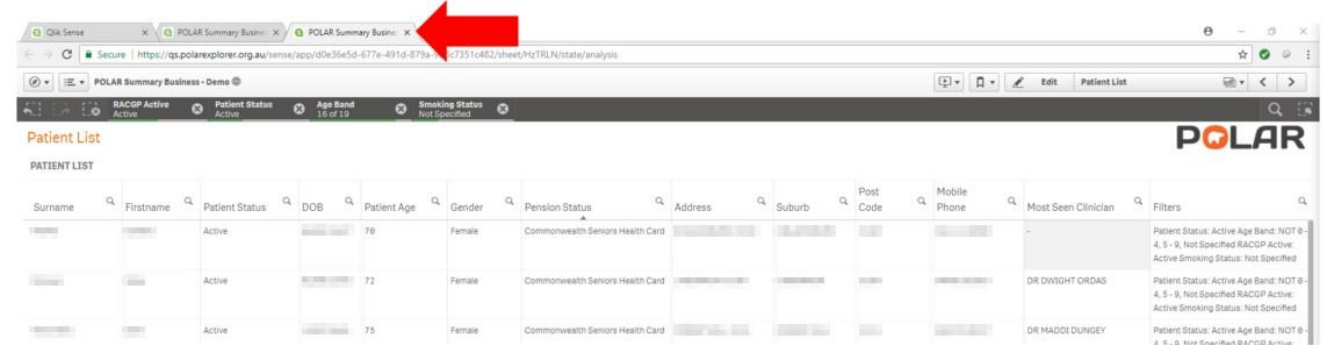 Qlik Sense
POLAR Summary Busine
POLAR Summary Busine
Secure | https://qs.polarexplorer.org.au/sense/app/d0e36e5d-677e-491d-879a- c7351c482/sheet/HzTRLN/state/analysis
POLAR Summary Business - Demo
Edit
Patient List
RACGP Active
Active
Patient Status
Active
Age Band
16 of 19
Smoking Status
Not Specified
Patient List
POLAR
PATIENT LIST
Surname Firstname Patient Status DOB Patient Age Gender Pension Status Address Suburb Post Code Mobile Phone Most Seen Clinician Filters
Active 70 Female Commonwealth Seniors Health Card - Patient Status: Active Age Band: NOT 0 -
4, 5 - 9, Not Specified RACGP Active:
Active Smoking Status: Not Specified
Active 72 Female Commonwealth Seniors Health Card DR DWIGHT ORDAS Patient Status: Active Age Band: NOT 0 -
4, 5 - 9, Not Specified RACGP Active:
Active Smoking Status: Not Specified
Active 75 Female Commonwealth Seniors Health Card DR MADDI DUNGEY Patient Status: Active Age Band: NOT 0 -
4, 5 - 9, Not Specified RACGP Active: